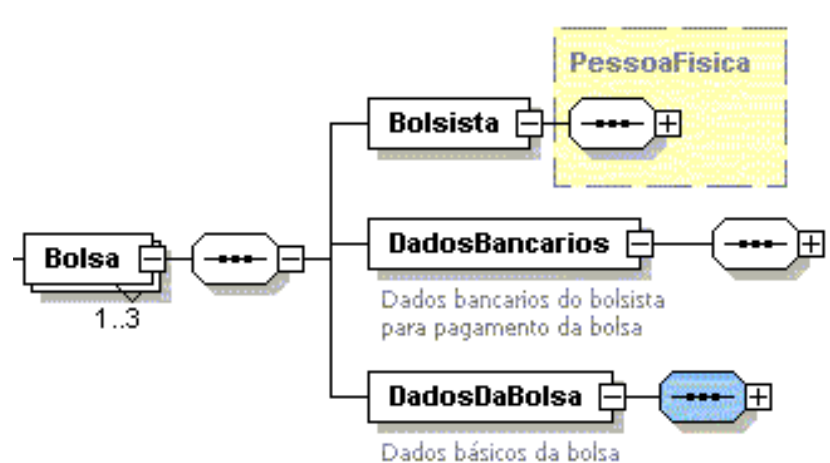 PessoaFisica
Bolsista
Bolsa
1..3
DadosBancarios
Dados bancarios do bolsista
para pagamento da bolsa
DadosDaBolsa
Dados básicos da bolsa